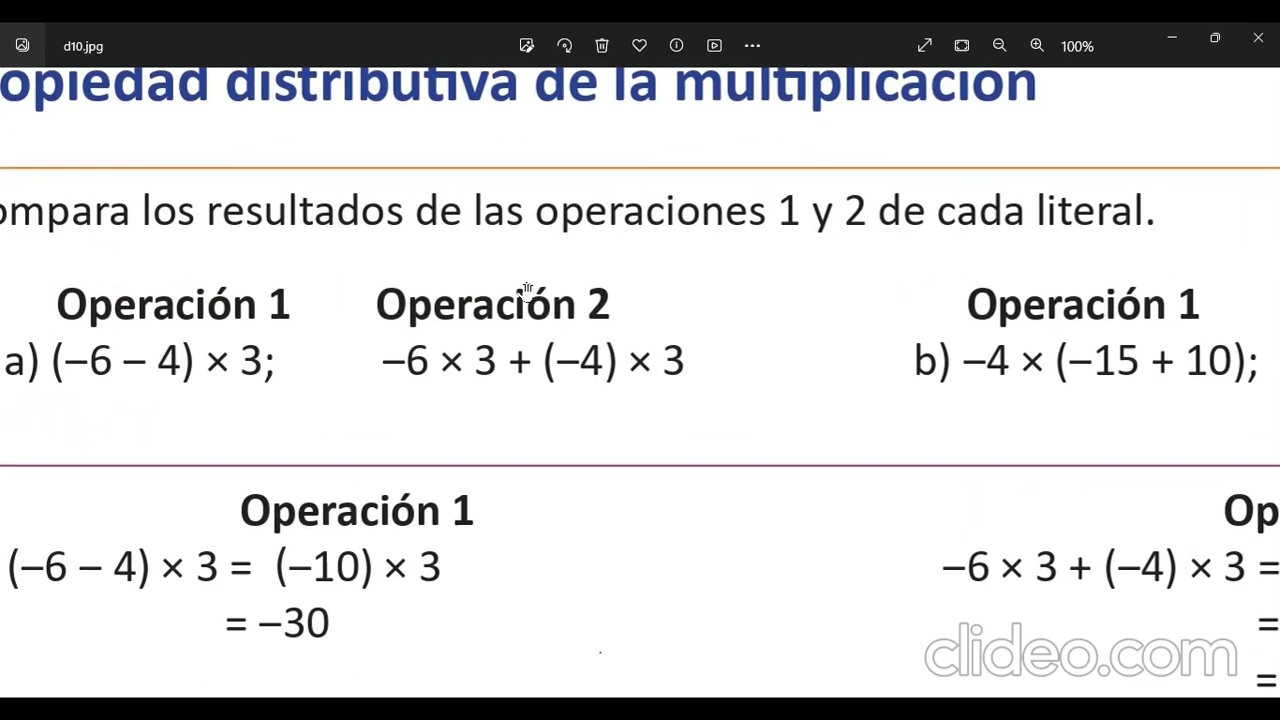 d10.jpg
100%
opiedad distributiva de la multiplicación
ompara los resultados de las operaciones 1 y 2 de cada literal.
Operación 1 Operación 2 Operación 1
a) (–6 – 4) × 3; –6 × 3 + (–4) × 3 b) –4 × (–15 + 10);
Operación 1 Op
(–6 – 4) × 3 = (–10) × 3 –6 × 3 + (–4) × 3 =
= –30 =
=
clideo.com